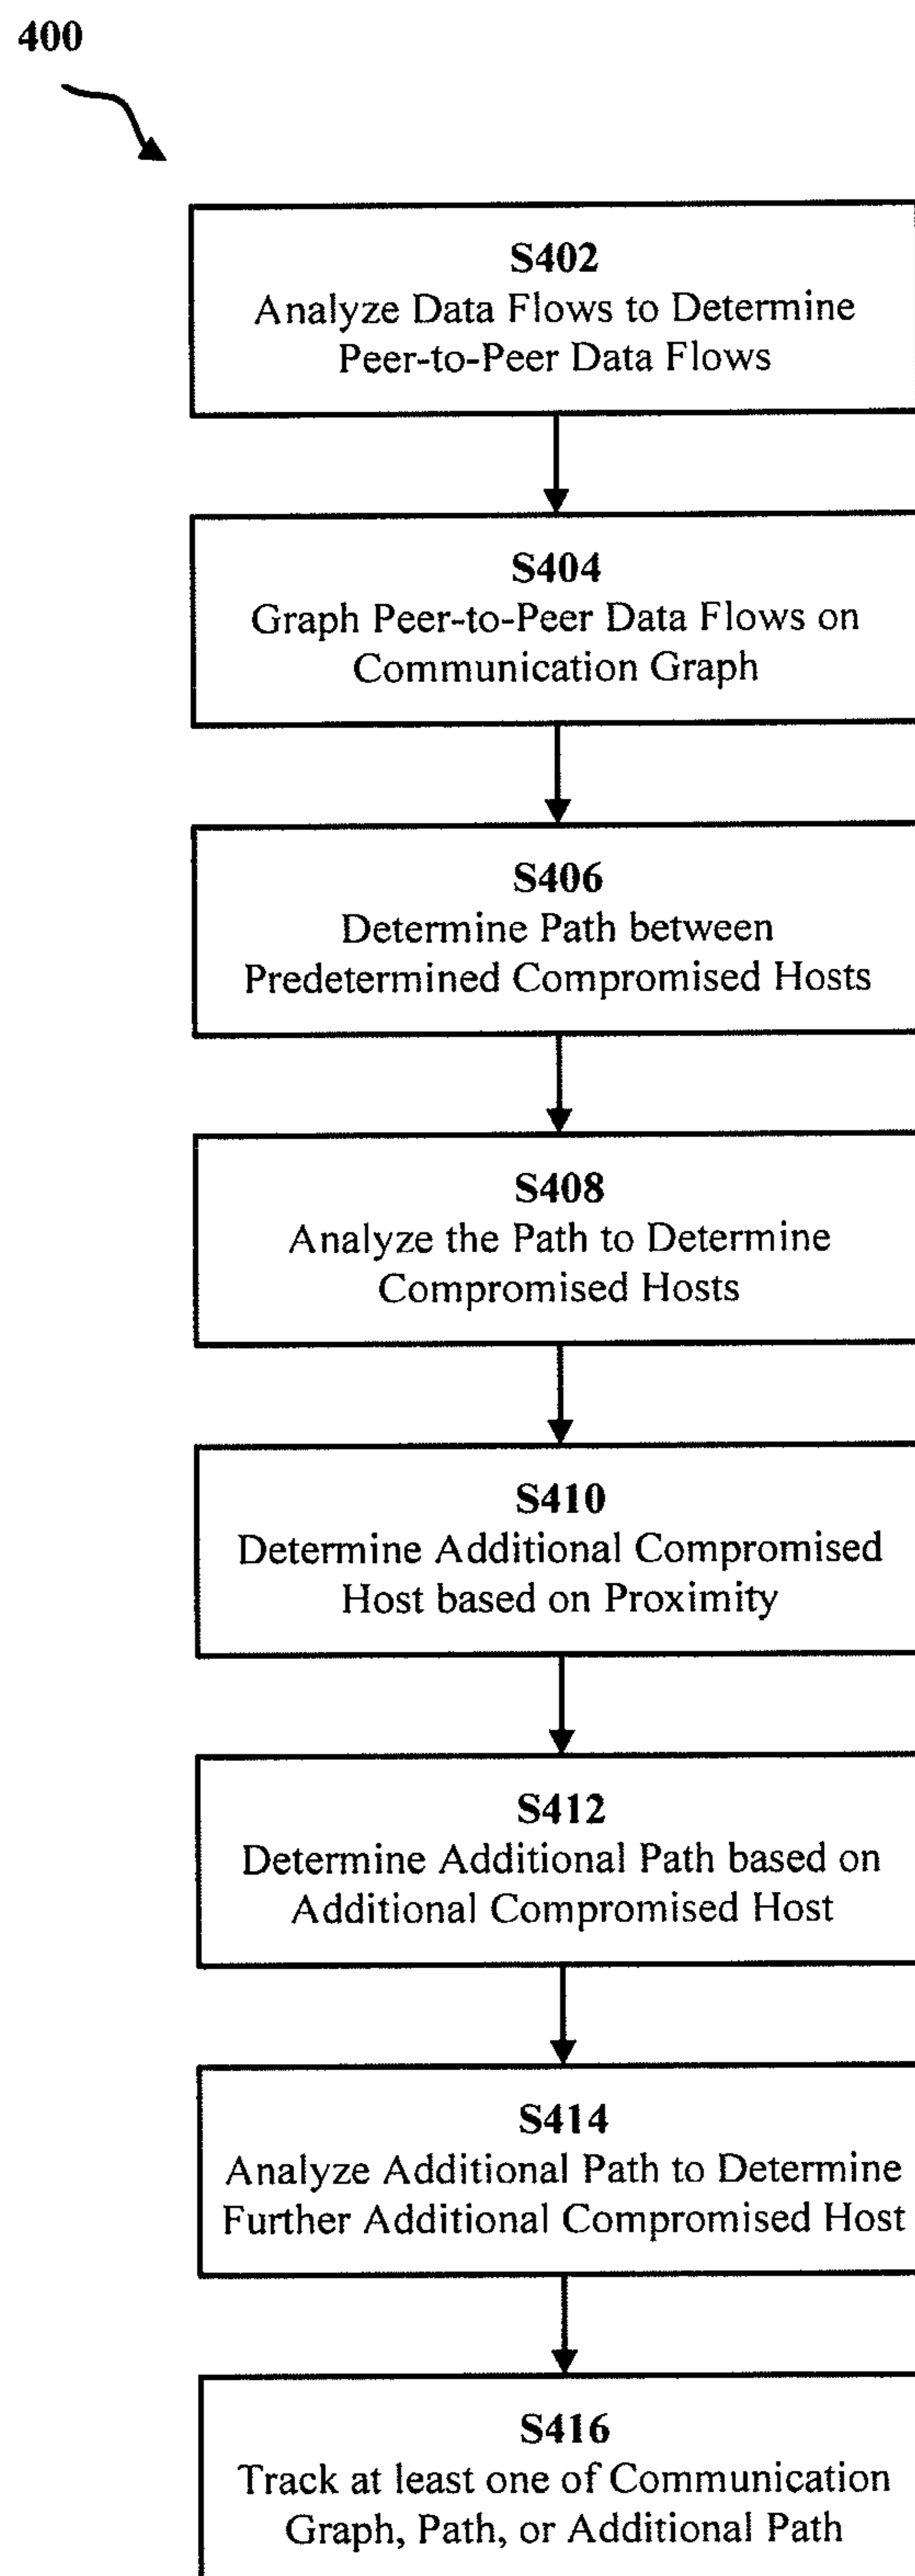 400
S402
Analyze Data Flows to Determine
Peer-to-Peer Data Flows
S404
Graph Peer-to-Peer Data Flows on
Communication Graph
S406
Determine Path between
Predetermined Compromised Hosts
S408
Analyze the Path to Determine
Compromised Hosts
S410
Determine Additional Compromised
Host based on Proximity
S412
Determine Additional Path based on
Additional Compromised Host
S414
Analyze Additional Path to Determine
Further Additional Compromised Host
S416
Track at least one of Communication
Graph, Path, or Additional Path